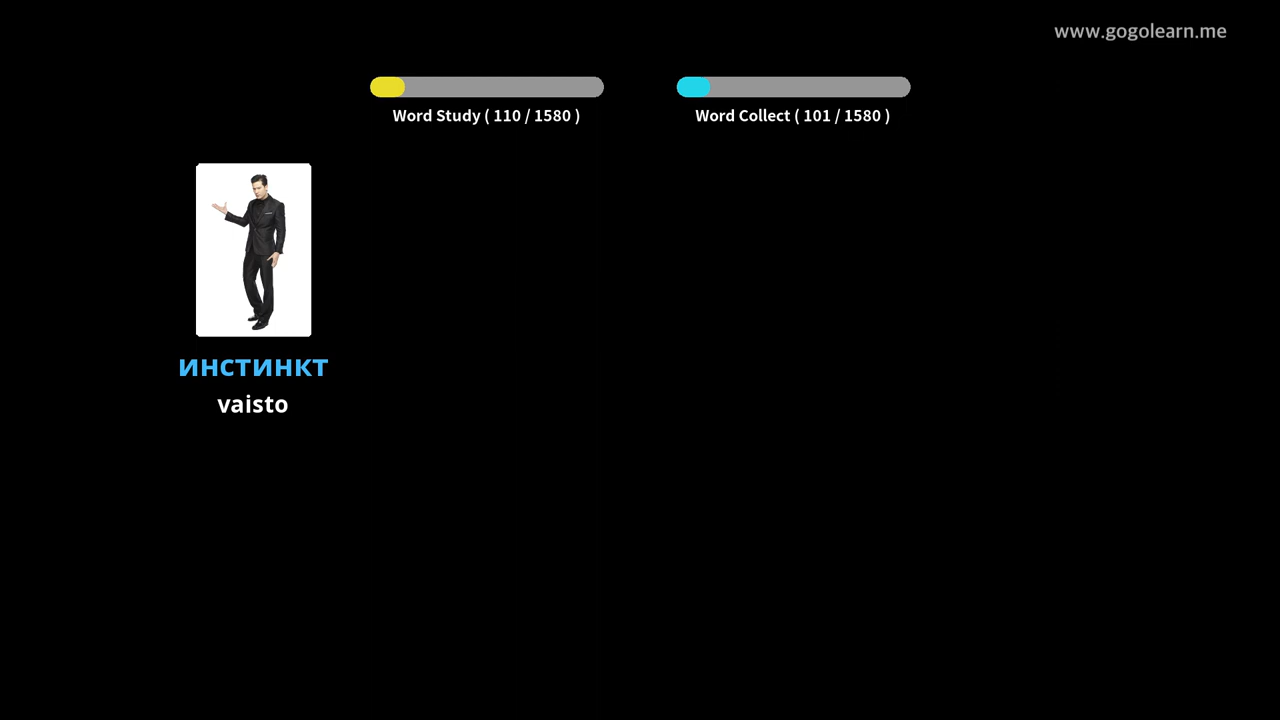 www.gogolearn.me
Word Study ( 110 / 1580 )
Word Collect ( 101 / 1580 )
инстинкт
vaisto